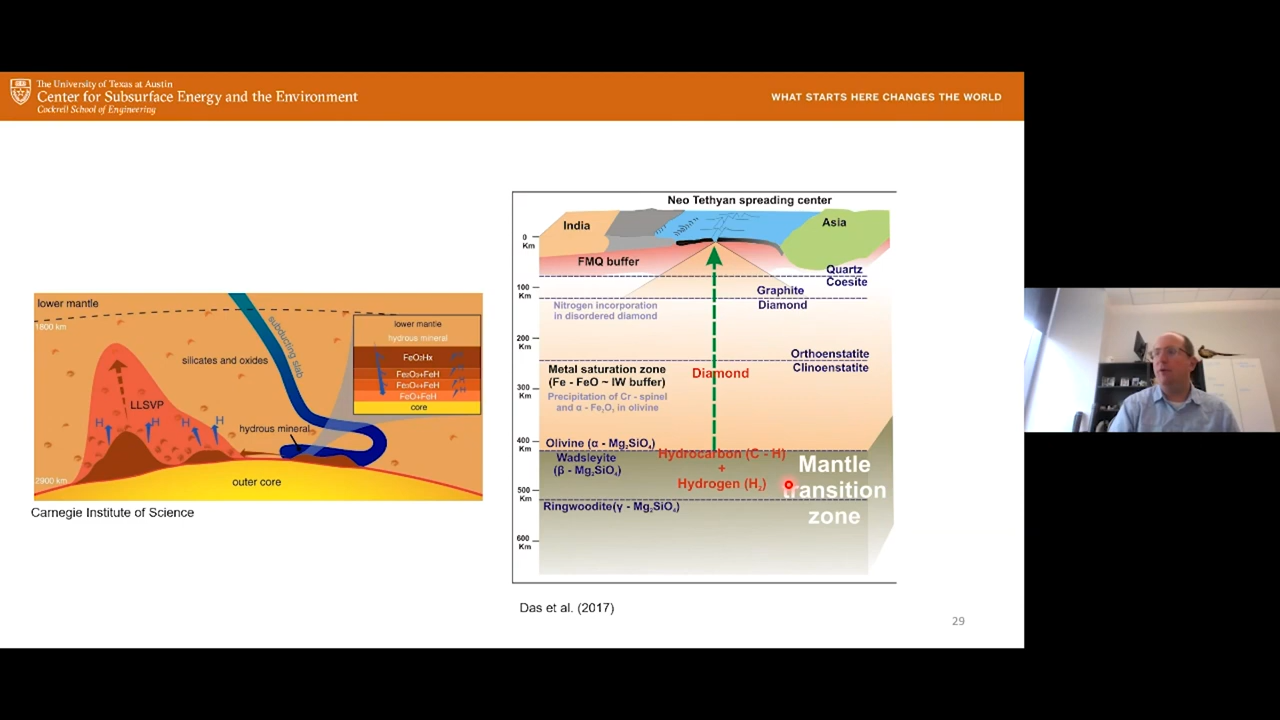 The University of Texas at Austin
Center for Subsurface Energy and the Environment
Cockrell School of Engineering
WHAT STARTS HERE CHANGES THE WORLD
lower mantle
1800 km
silicates and oxides
subducting slab
lower mantle
hydrous mineral
FeO₂Hx
Fe₂O₃+FeH
Fe₃O₄+FeH
FeO+FeH
core
LLSVP
H
H
H
H
hydrous mineral
2900 km
outer core
Carnegie Institute of Science
Neo Tethyan spreading center
India
Asia
0
Km
FMQ buffer
Quartz
Coesite
100
Km
Graphite
Diamond
Nitrogen incorporation
in disordered diamond
200
Km
Orthoenstatite
Clinoenstatite
Metal saturation zone
(Fe - FeO ~ IW buffer)
Diamond
300
Km
Precipitation of Cr - spinel
and α - Fe₂O₃ in olivine
400
Km
Olivine (α - Mg₂SiO₄)
Wadsleyite
(β - Mg₂SiO₄)
Hydrocarbon (C - H)
+
Hydrogen (H₂)
Mantle
transition
zone
500
Km
Ringwoodite(γ - Mg₂SiO₄)
600
Km
Das et al. (2017)
29